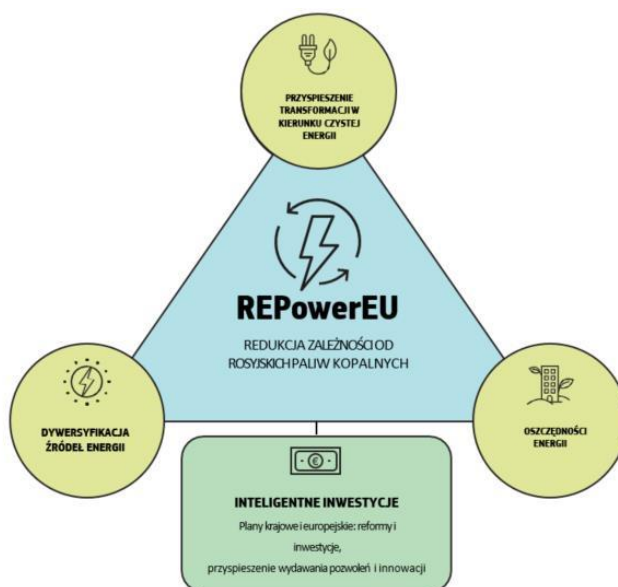 PRZYSPIESZENIE
TRANSFORMACJI W
KIERUNKU CZYSTEJ
ENERGII
REPowerEU
REDUKCJA ZALEŻNOŚCI OD
ROSYJSKICH PALIW KOPALNYCH
DYWERSYFIKACJA
ŹRÓDEŁ ENERGII
OSZCZĘDNOŚCI
ENERGII
INTELIGENTNE INWESTYCJE
Plany krajowe i europejskie: reformy i
inwestycje,
przyspieszenie wydawania pozwoleń i innowacji